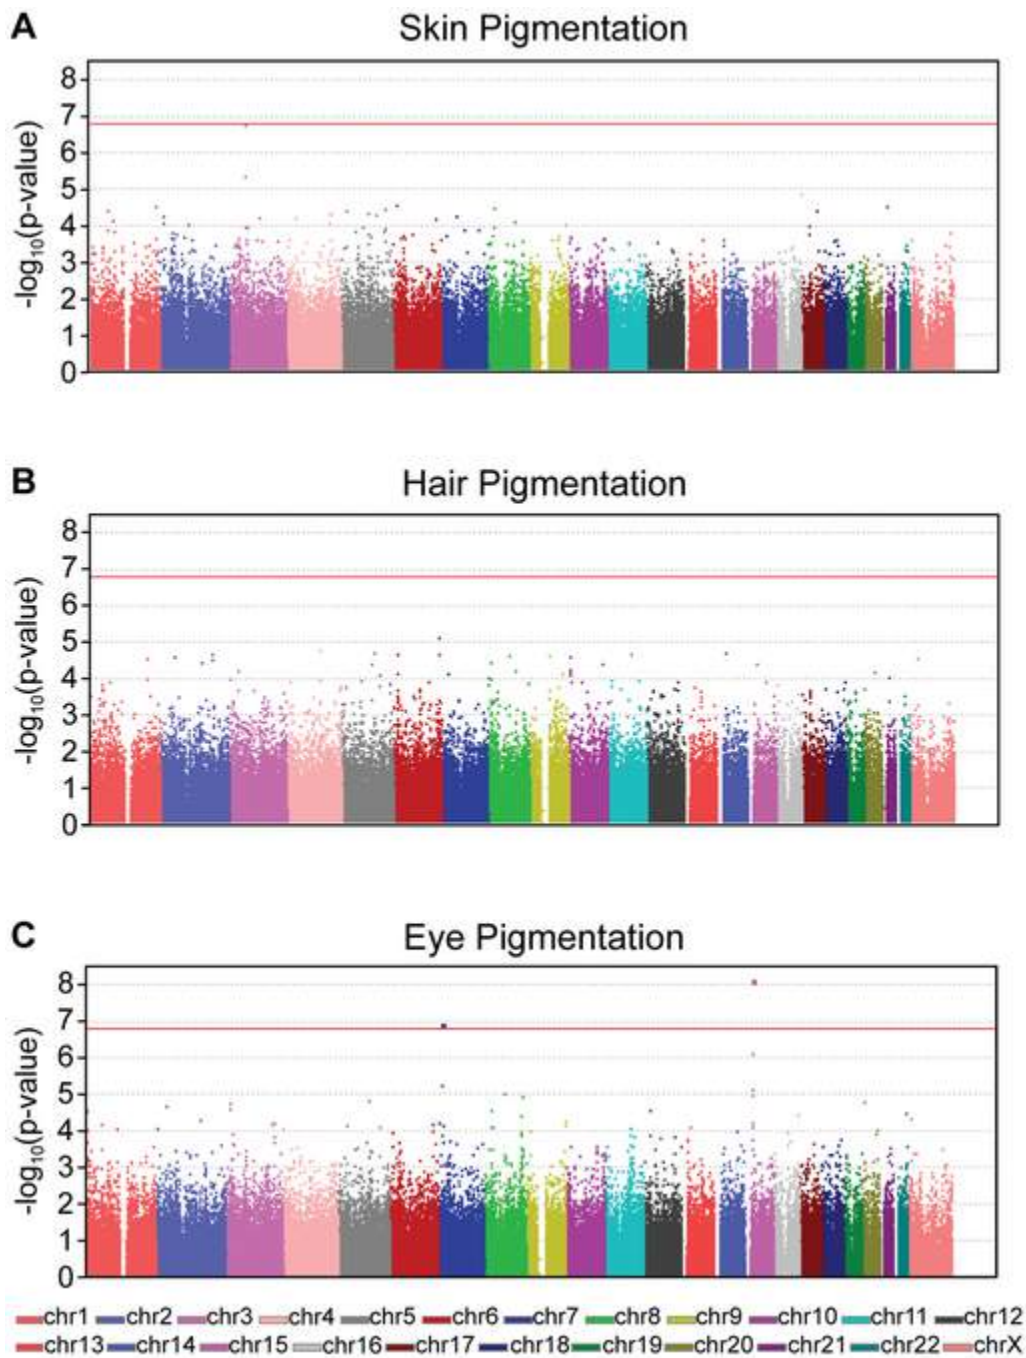 A
Skin Pigmentation
-log10(p-value)
8
7
6
5
4
3
2
1
0
B
Hair Pigmentation
-log10(p-value)
8
7
6
5
4
3
2
1
0
C
Eye Pigmentation
-log10(p-value)
8
7
6
5
4
3
2
1
0
chr1 chr2 chr3 chr4 chr5 chr6 chr7 chr8 chr9 chr10 chr11 chr12
chr13 chr14 chr15 chr16 chr17 chr18 chr19 chr20 chr21 chr22 chrX